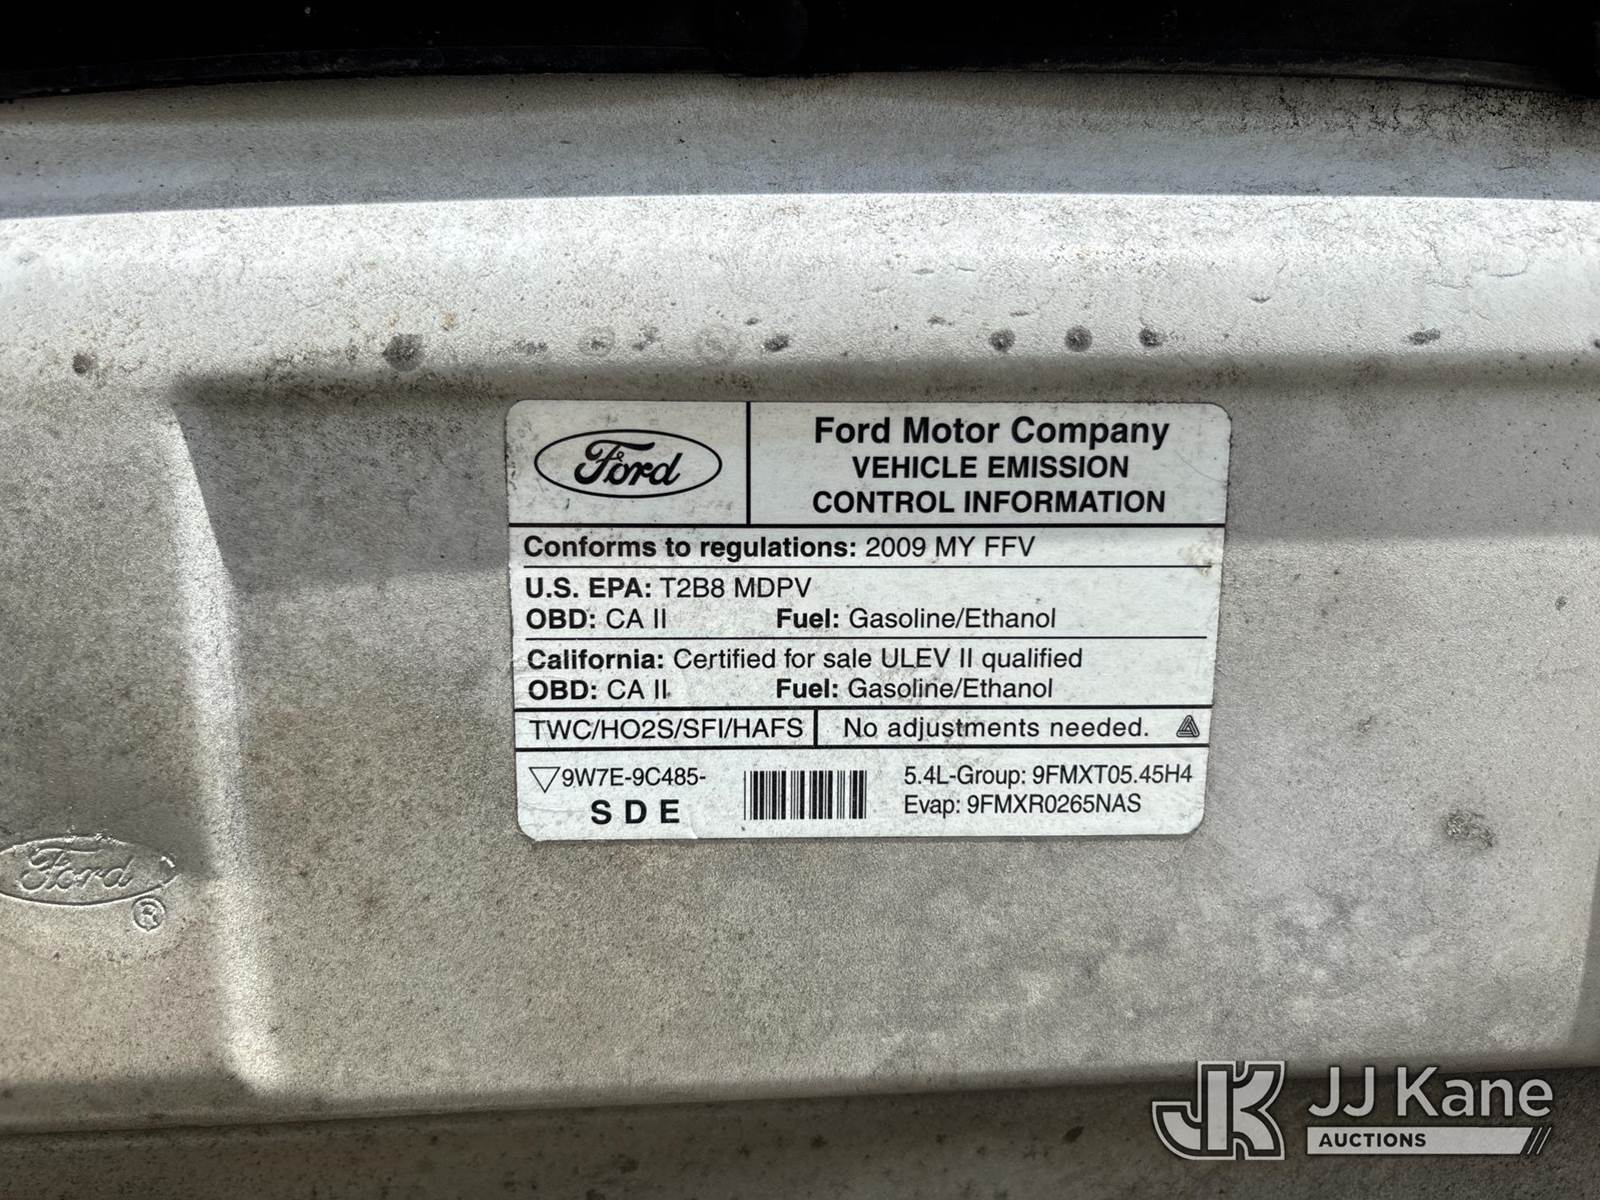 Ford
Ford Motor Company
VEHICLE EMISSION
CONTROL INFORMATION
Conforms to regulations: 2009 MY FFV
U.S. EPA: T2B8 MDPV
OBD: CA II Fuel: Gasoline/Ethanol
California: Certified for sale ULEV II qualified
OBD: CA II Fuel: Gasoline/Ethanol
TWC/HO2S/SFI/HAFS No adjustments needed.
9W7E-9C485-
S D E
5.4L-Group: 9FMXT05.45H4
Evap: 9FMXR0265NAS
Ford
®
JK JJ Kane
AUCTIONS